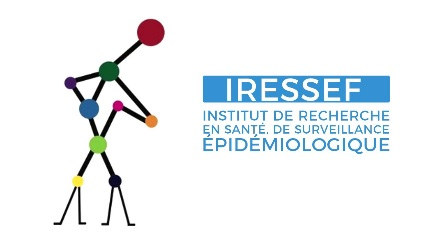 IRESSEF
INSTITUT DE RECHERCHE
EN SANTÉ, DE SURVEILLANCE
ÉPIDÉMIOLOGIQUE